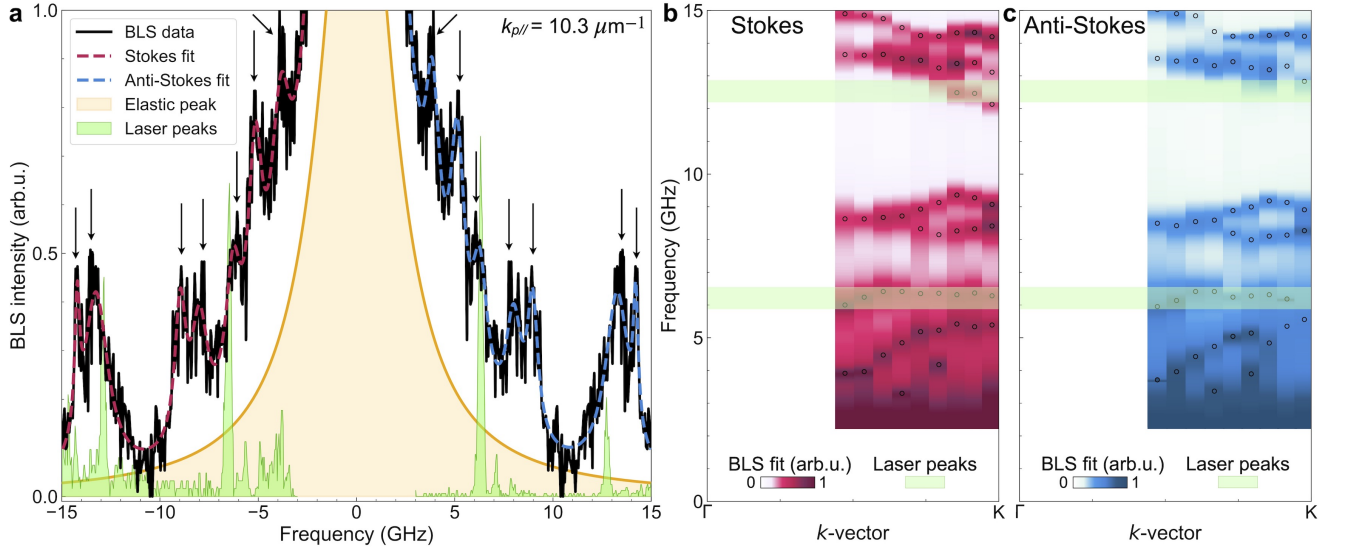 a
k_p// = 10.3 μm⁻¹
BLS data
Stokes fit
Anti-Stokes fit
Elastic peak
Laser peaks
BLS intensity (arb.u.)
1.0
0.5
0.0
−15
−10
−5
0
5
10
15
Frequency (GHz)
b
Stokes
Frequency (GHz)
15
10
5
0
BLS fit (arb.u.)
0
1
Laser peaks
Γ
K
k-vector
c
Anti-Stokes
BLS fit (arb.u.)
0
1
Laser peaks
Γ
K
k-vector